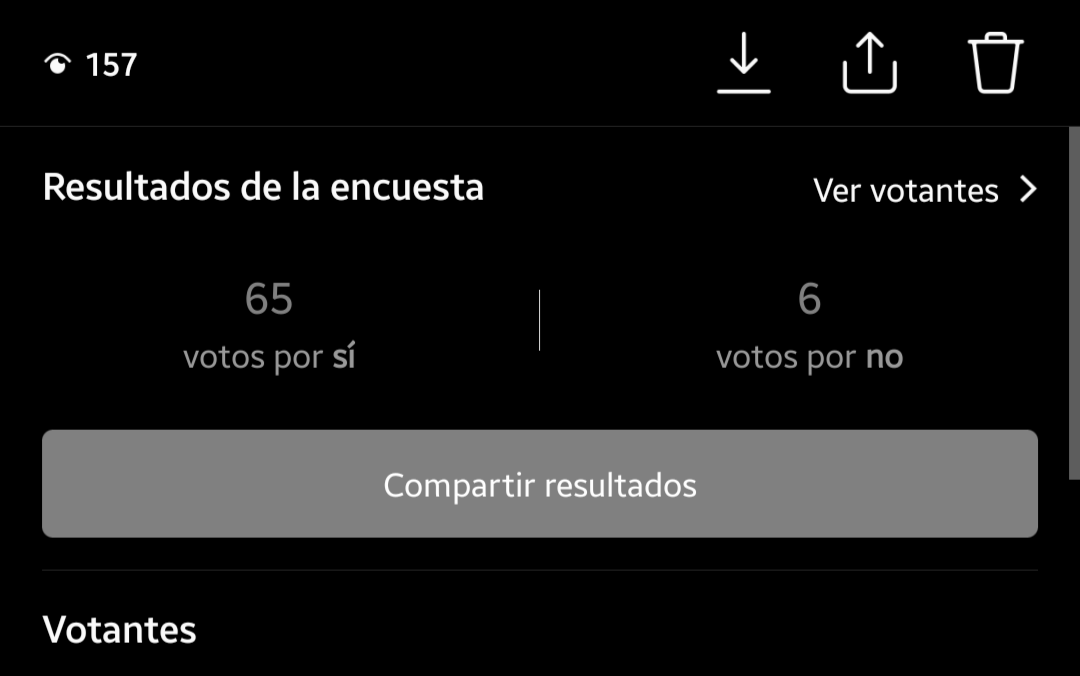 157
Resultados de la encuesta
Ver votantes
65
6
votos por sí
votos por no
Compartir resultados
Votantes